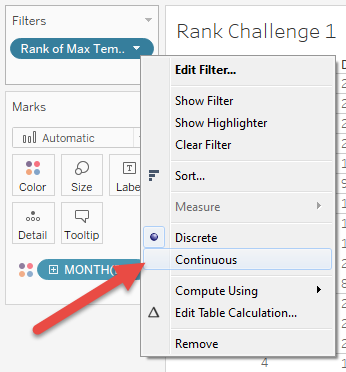 Filters
Rank of Max Tem..
Marks
Automatic
Color
Size
Labe
Detail
Tooltip
MONTH(
Rank Challenge 1
Edit Filter...
Show Filter
Show Highlighter
Clear Filter
Sort...
Measure
Discrete
Continuous
Compute Using
Edit Table Calculation...
Remove
4